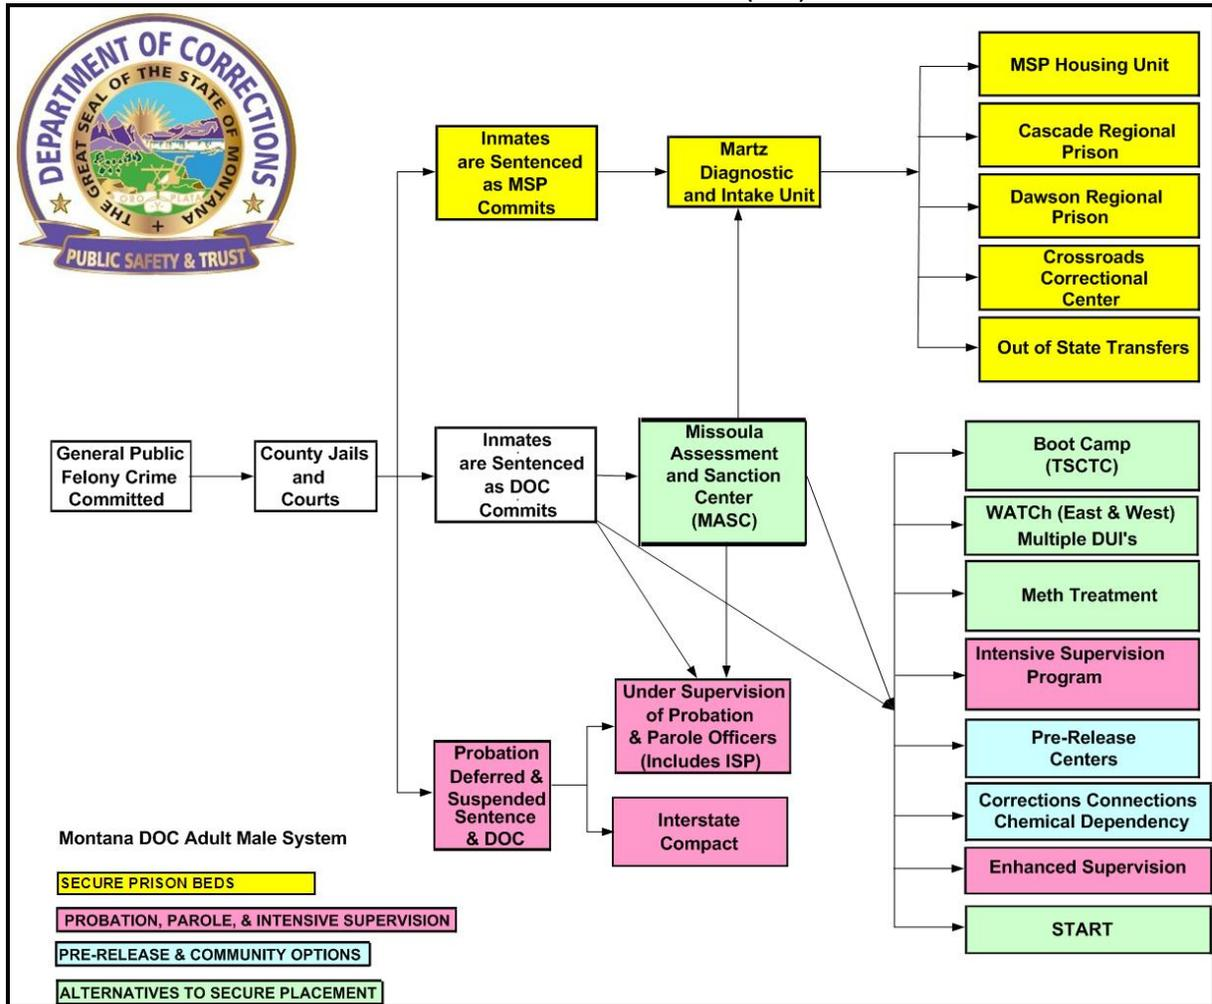 DEPARTMENT OF CORRECTIONS
THE GREAT SEAL OF THE STATE OF MONTANA
ORO Y PLATA
PUBLIC SAFETY & TRUST
Inmates
are Sentenced
as MSP
Commits
Martz
Diagnostic
and Intake Unit
MSP Housing Unit
Cascade Regional
Prison
Dawson Regional
Prison
Crossroads
Correctional
Center
Out of State Transfers
General Public
Felony Crime
Committed
County Jails
and
Courts
Inmates
are Sentenced
as DOC
Commits
Missoula
Assessment
and Sanction
Center
(MASC)
Boot Camp
(TSCTC)
WATCh (East & West)
Multiple DUI's
Meth Treatment
Intensive Supervision
Program
Pre-Release
Centers
Corrections Connections
Chemical Dependency
Enhanced Supervision
START
Under Supervision
of Probation
& Parole Officers
(Includes ISP)
Probation
Deferred &
Suspended
Sentence
& DOC
Interstate
Compact
Montana DOC Adult Male System
SECURE PRISON BEDS
PROBATION, PAROLE, & INTENSIVE SUPERVISION
PRE-RELEASE & COMMUNITY OPTIONS
ALTERNATIVES TO SECURE PLACEMENT